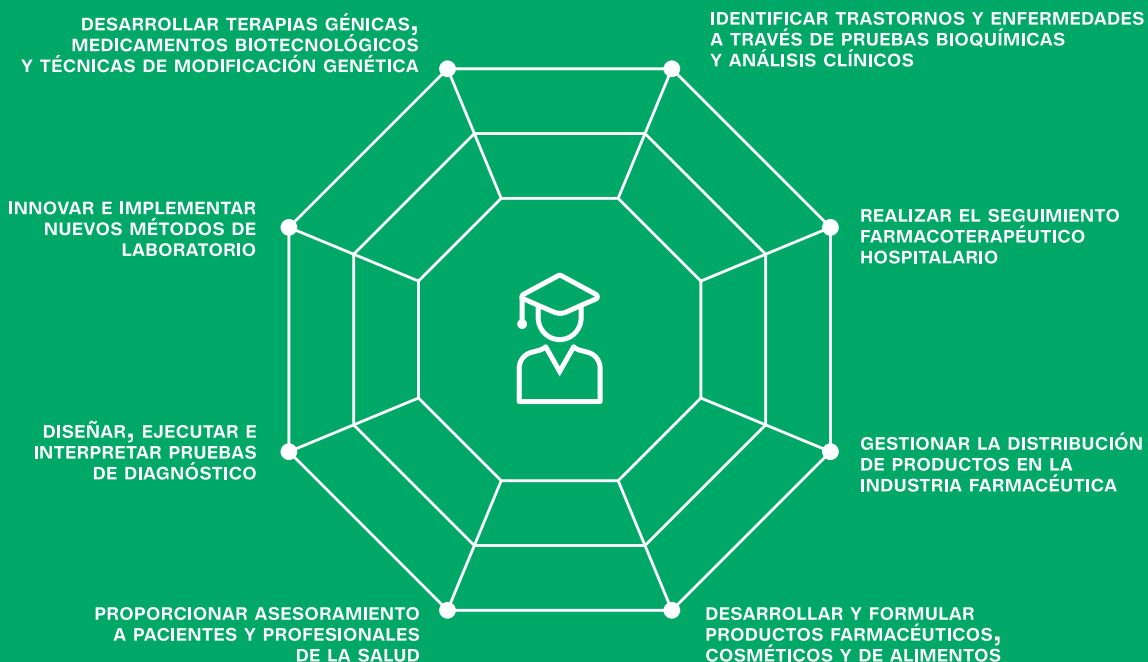 DESARROLLAR TERAPIAS GÉNICAS,
MEDICAMENTOS BIOTECNOLÓGICOS
Y TÉCNICAS DE MODIFICACIÓN GENÉTICA
IDENTIFICAR TRASTORNOS Y ENFERMEDADES
A TRAVÉS DE PRUEBAS BIOQUÍMICAS
Y ANÁLISIS CLÍNICOS
INNOVAR E IMPLEMENTAR
NUEVOS MÉTODOS DE
LABORATORIO
REALIZAR EL SEGUIMIENTO
FARMACOTERAPÉUTICO
HOSPITALARIO
DISEÑAR, EJECUTAR E
INTERPRETAR PRUEBAS
DE DIAGNÓSTICO
GESTIONAR LA DISTRIBUCIÓN
DE PRODUCTOS EN LA
INDUSTRIA FARMACÉUTICA
PROPORCIONAR ASESORAMIENTO
A PACIENTES Y PROFESIONALES
DE LA SALUD
DESARROLLAR Y FORMULAR
PRODUCTOS FARMACÉUTICOS,
COSMÉTICOS Y DE ALIMENTOS